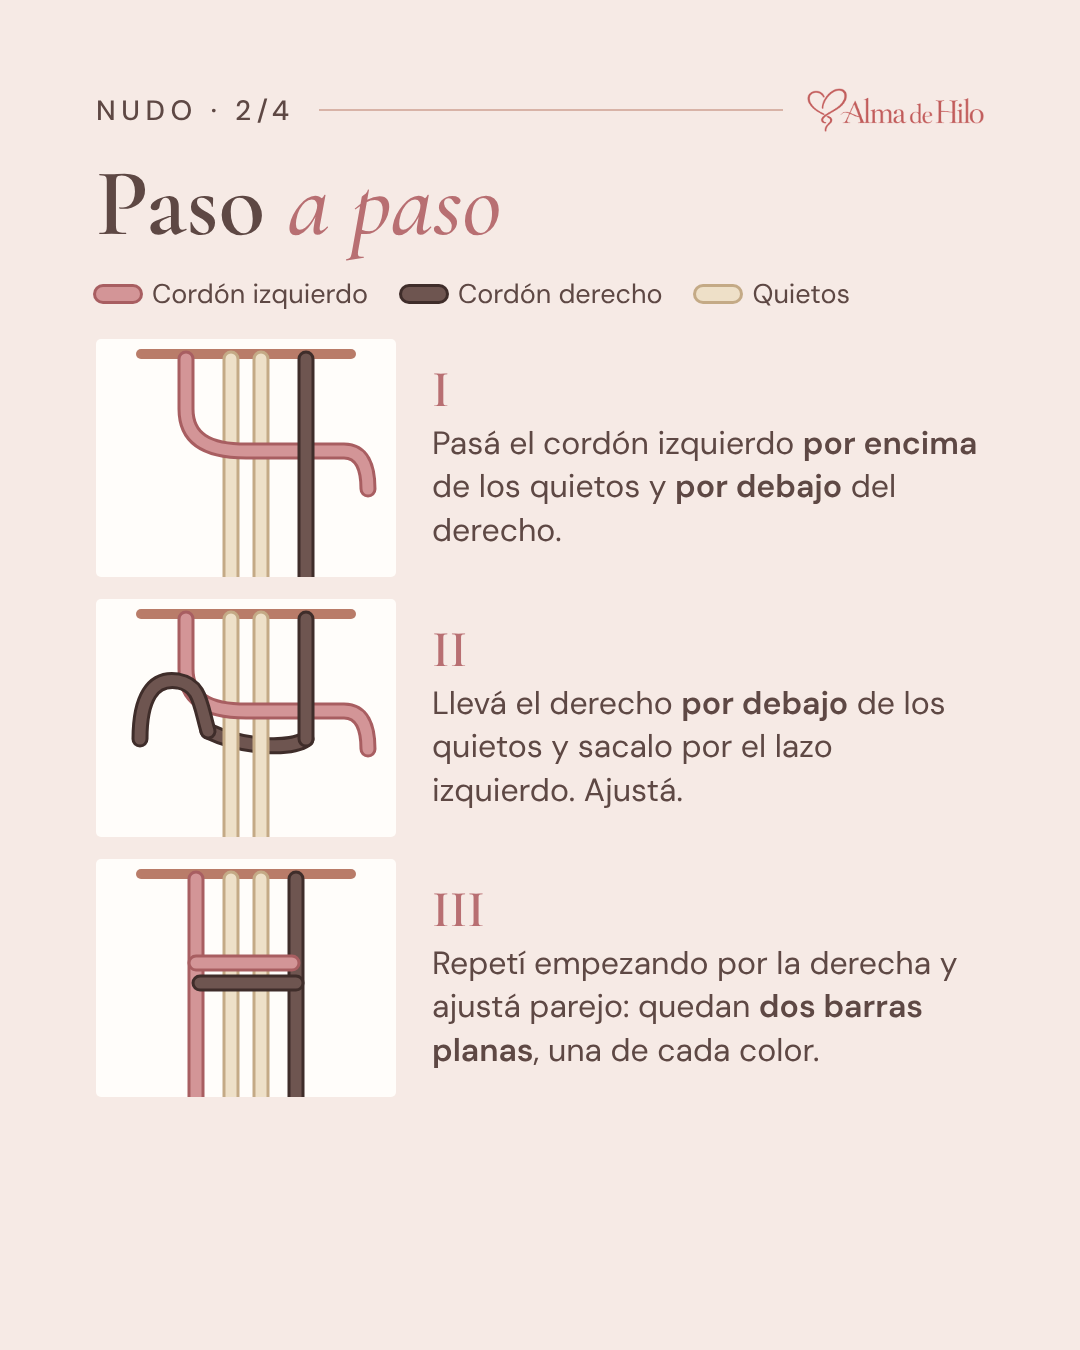 NUDO · 2/4
Alma de Hilo
Paso a paso
Cordón izquierdo
Cordón derecho
Quietos
I
Pasá el cordón izquierdo por encima
de los quietos y por debajo del
derecho.
II
Llevá el derecho por debajo de los
quietos y sacalo por el lazo
izquierdo. Ajustá.
III
Repetí empezando por la derecha y
ajustá parejo: quedan dos barras
planas, una de cada color.